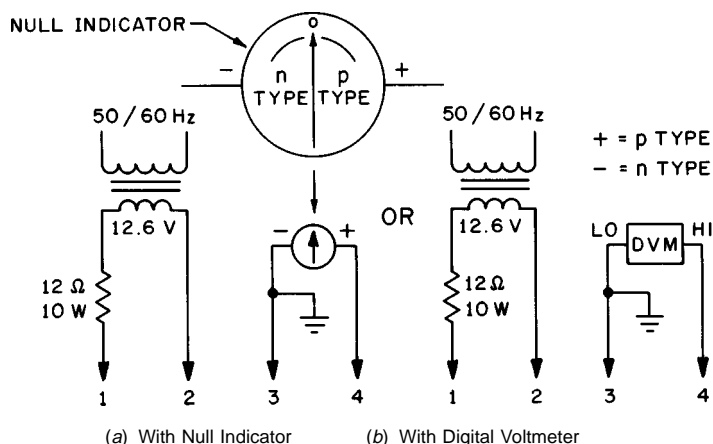 NULL INDICATOR
0
− +
n p
TYPE TYPE
50/60 Hz
12.6 V
12 Ω
10 W
1 2
− +
3 4
OR
50/60 Hz
12.6 V
12 Ω
10 W
1 2
+ = p TYPE
− = n TYPE
LO DVM HI
3 4
(a) With Null Indicator
(b) With Digital Voltmeter